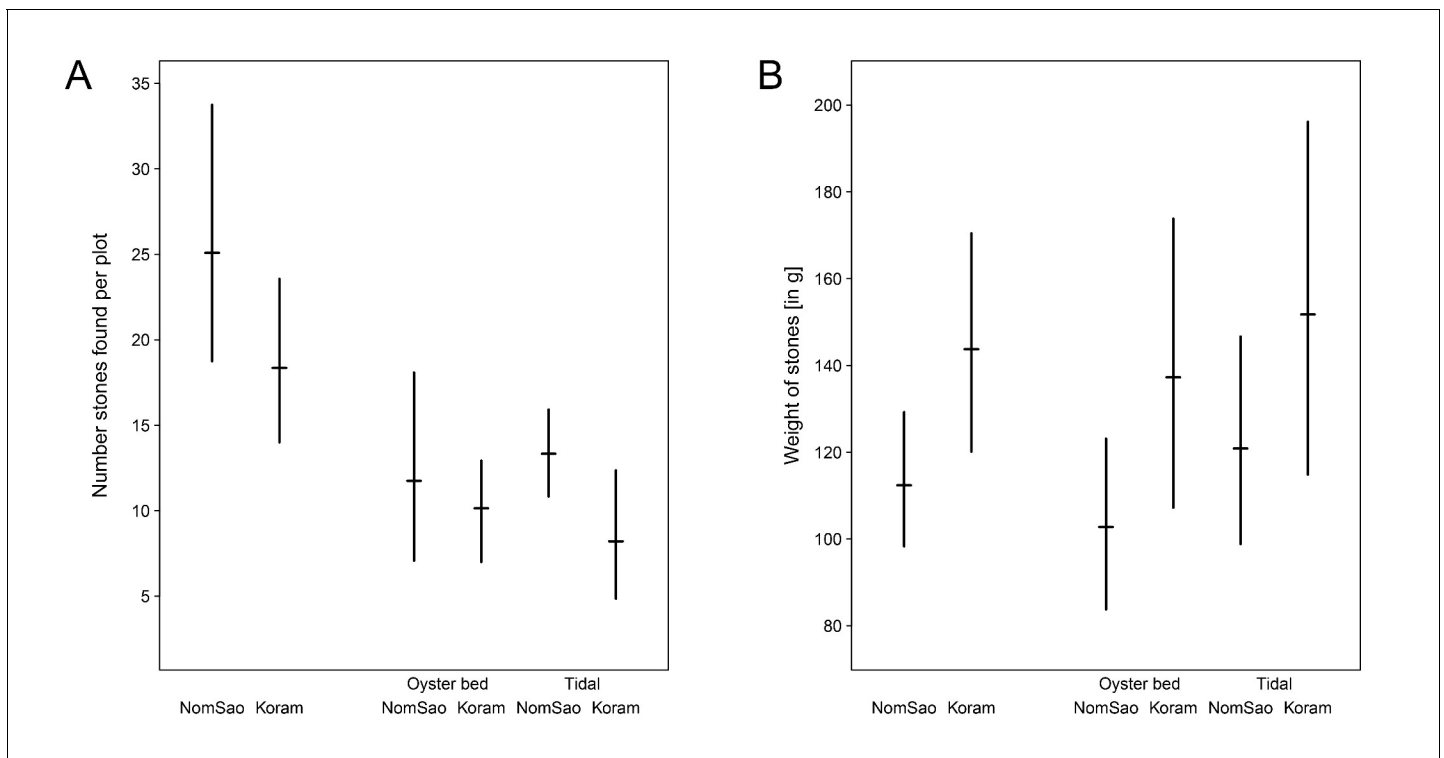 A
Number stones found per plot
35
30
25
20
15
10
5
Oyster bed Tidal
NomSao Koram NomSao Koram NomSao Koram
B
Weight of stones [in g]
200
180
160
140
120
100
80
Oyster bed Tidal
NomSao Koram NomSao Koram NomSao Koram